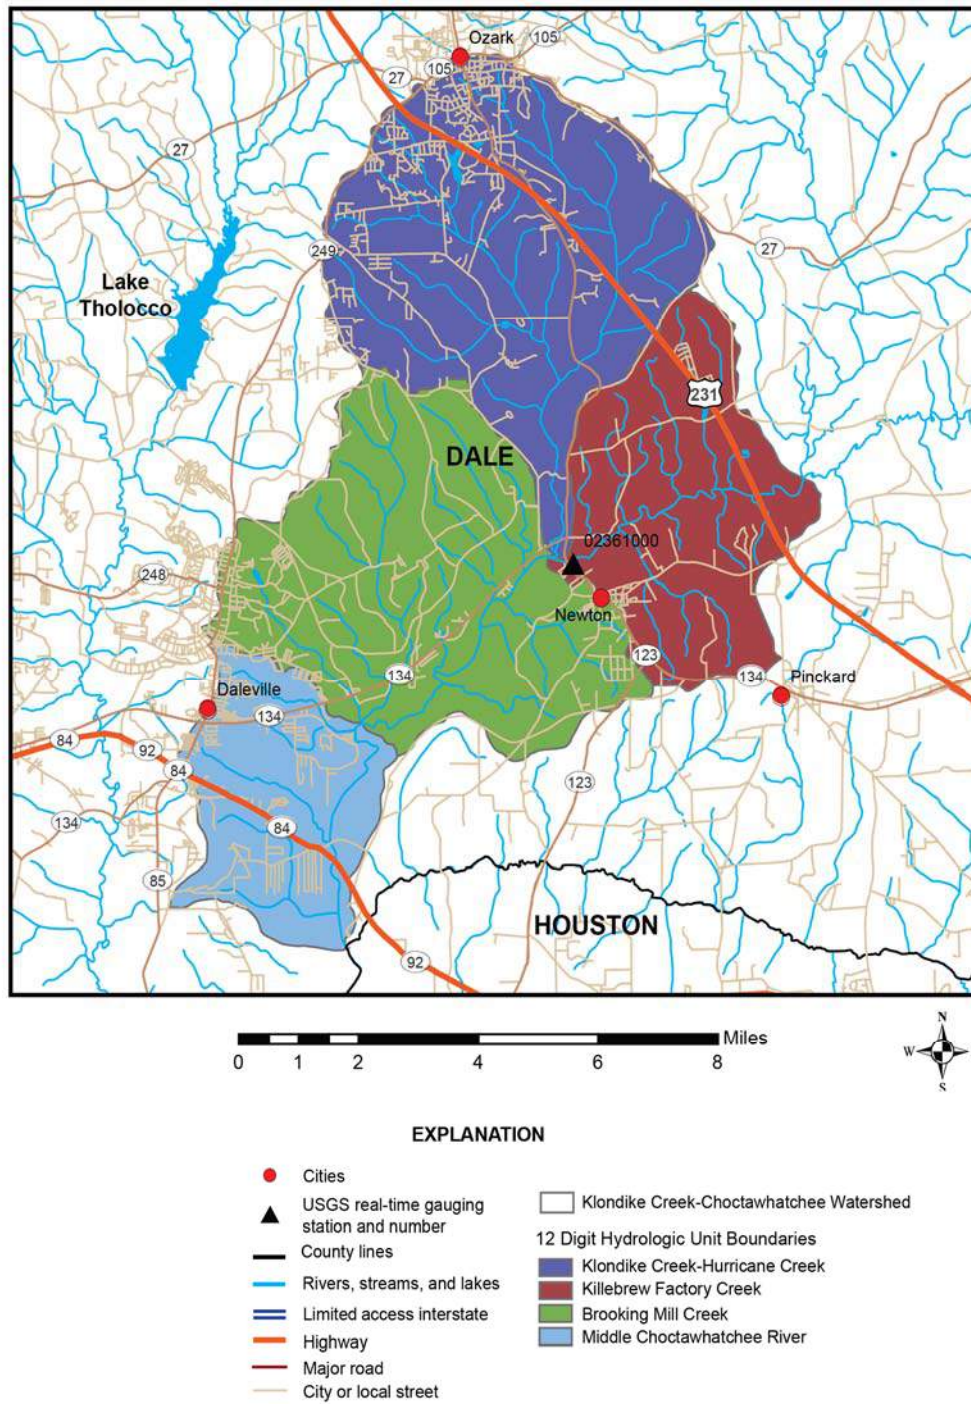 Ozark
105
105
27
27
249
27
Lake
Tholocco
231
DALE
02361000
248
Newton
123
134
134
Pinckard
Daleville
134
84
92
84
123
134
84
85
HOUSTON
92
0 1 2 4 6 8 Miles
N
W
S
EXPLANATION
Cities
USGS real-time gauging
station and number
County lines
Rivers, streams, and lakes
Limited access interstate
Highway
Major road
City or local street
Klondike Creek-Choctawhatchee Watershed
12 Digit Hydrologic Unit Boundaries
Klondike Creek-Hurricane Creek
Killebrew Factory Creek
Brooking Mill Creek
Middle Choctawhatchee River